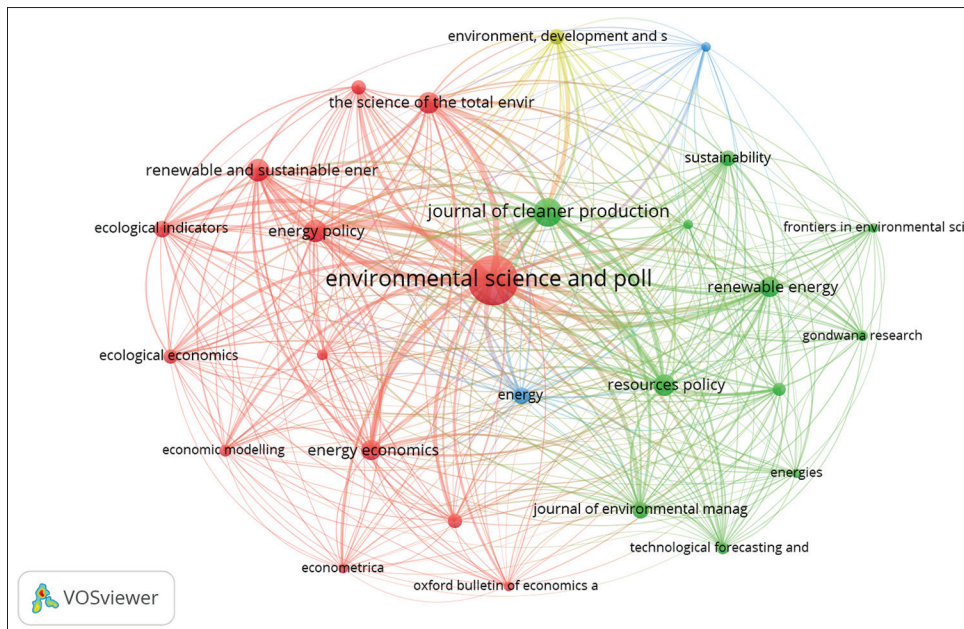 environment, development and s
the science of the total envir
sustainability
renewable and sustainable ener
journal of cleaner production
ecological indicators
energy policy
frontiers in environmental sci
environmental science and poll
renewable energy
gondwana research
ecological economics
resources policy
energy
economic modelling
energy economics
energies
journal of environmental manag
technological forecasting and
econometrica
oxford bulletin of economics a
VOSviewer